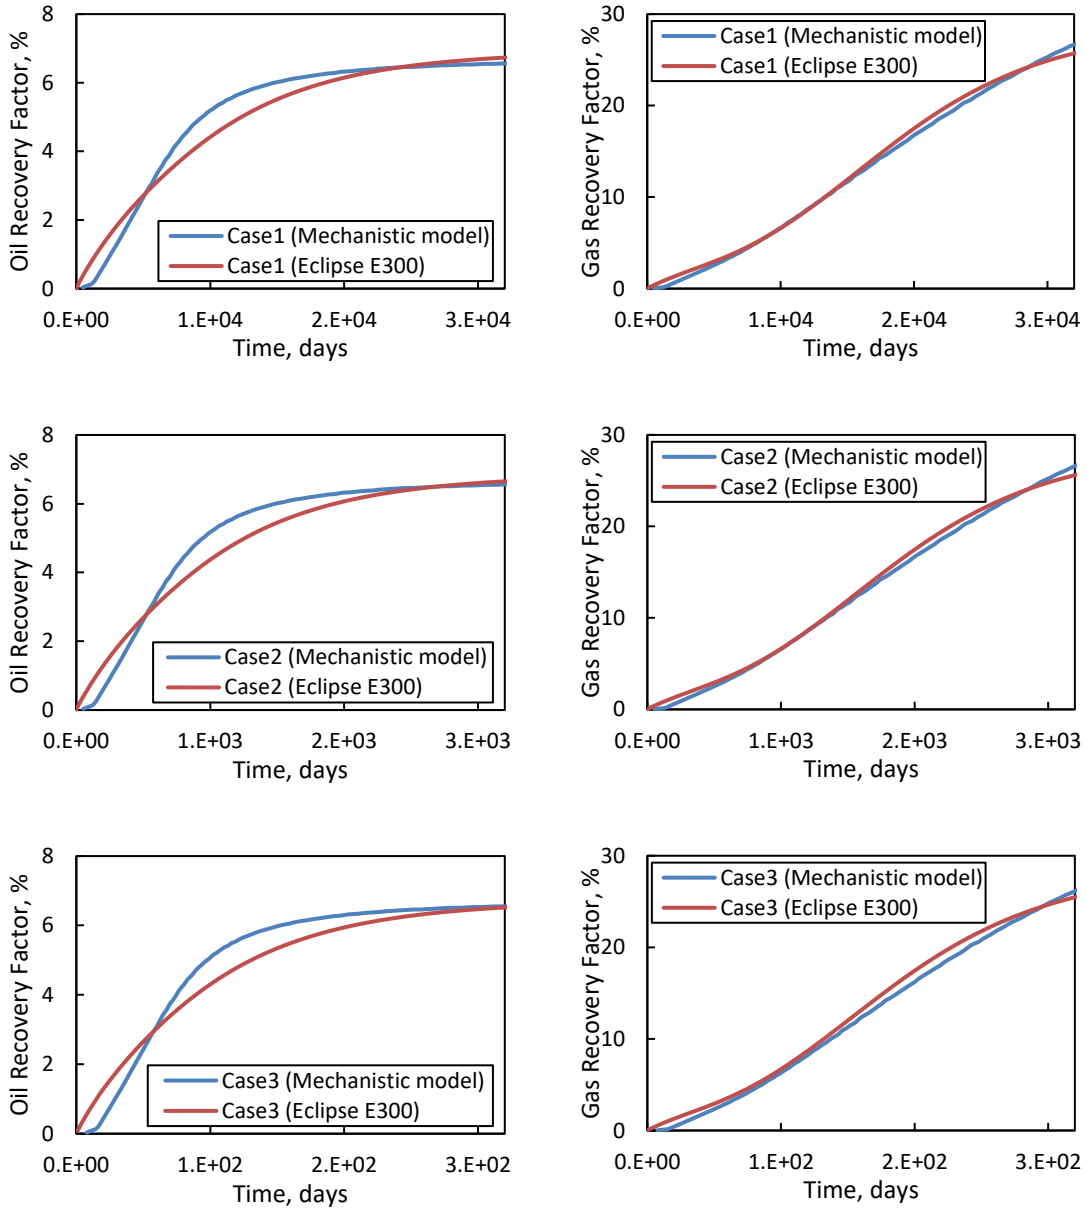 Oil Recovery Factor, %
8
6
4
2
0
Case1 (Mechanistic model)
Case1 (Eclipse E300)
0.E+00 1.E+04 2.E+04 3.E+04
Time, days
Gas Recovery Factor, %
30
20
10
0
Case1 (Mechanistic model)
Case1 (Eclipse E300)
0.E+00 1.E+04 2.E+04 3.E+04
Time, days
Oil Recovery Factor, %
8
6
4
2
0
Case2 (Mechanistic model)
Case2 (Eclipse E300)
0.E+00 1.E+03 2.E+03 3.E+03
Time, days
Gas Recovery Factor, %
30
20
10
0
Case2 (Mechanistic model)
Case2 (Eclipse E300)
0.E+00 1.E+03 2.E+03 3.E+03
Time, days
Oil Recovery Factor, %
8
6
4
2
0
Case3 (Mechanistic model)
Case3 (Eclipse E300)
0.E+00 1.E+02 2.E+02 3.E+02
Time, days
Gas Recovery Factor, %
30
20
10
0
Case3 (Mechanistic model)
Case3 (Eclipse E300)
0.E+00 1.E+02 2.E+02 3.E+02
Time, days